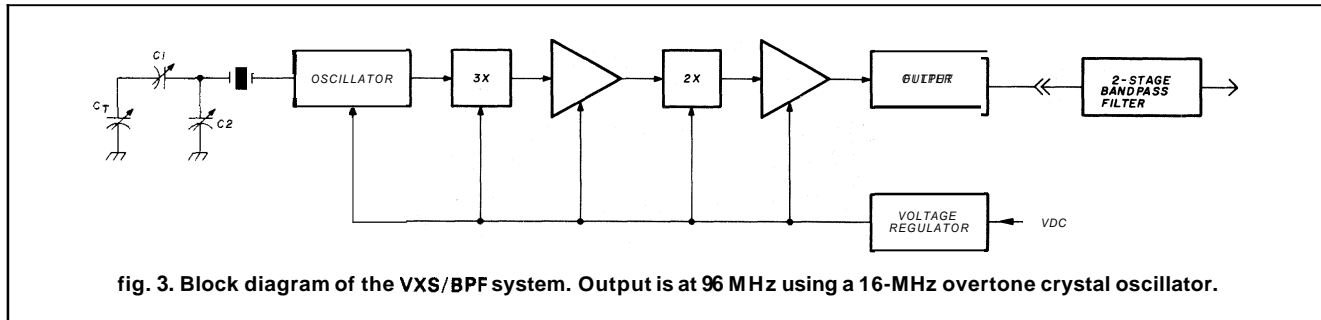 C1
CT
C2
OSCILLATOR
3X
2X
2-STAGE
BANDPASS
FILTER
VOLTAGE
REGULATOR
VDC
fig. 3. Block diagram of the VXS/BPF system. Output is at 96 MHz using a 16-MHz overtone crystal oscillator.